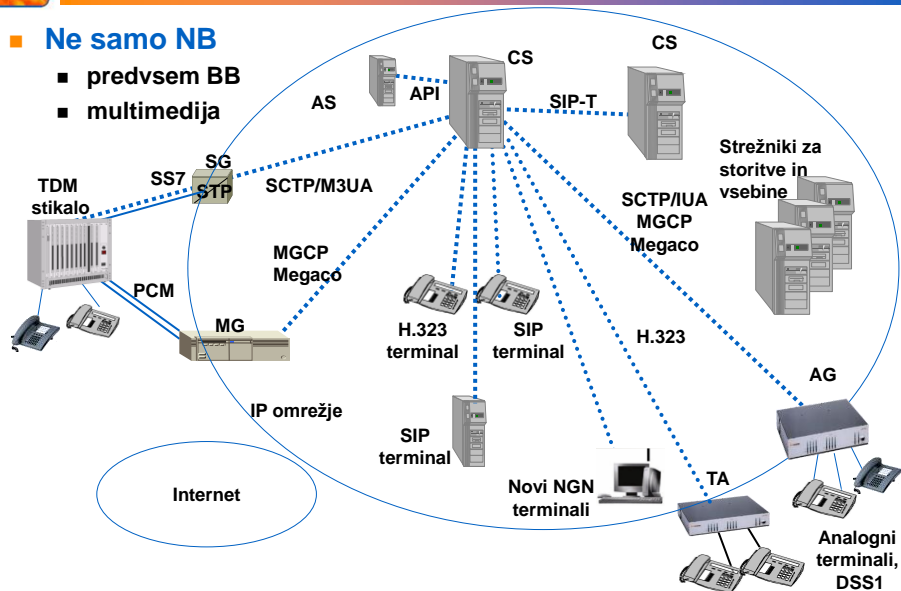 Ne samo NB
predvsem BB
multimedija
CS
CS
AS
API
SIP-T
Strežniki za
storitve in
vsebine
SG
STP
SS7
SCTP/M3UA
TDM
stikalo
SCTP/IUA
MGCP
Megaco
MGCP
Megaco
PCM
MG
H.323
terminal
SIP
terminal
H.323
AG
IP omrežje
SIP
terminal
Internet
Novi NGN
terminali
TA
Analogni
terminali,
DSS1